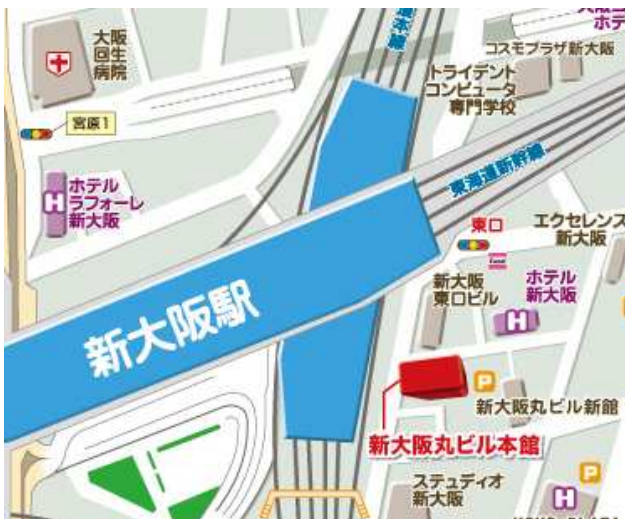 大阪
回生
病院
宮原1
ホテル
ラフォーレ
新大阪
本線
ホテ
コスモプラザ新大阪
トライデント
コンピュータ
専門学校
東海道新幹線
東口
エクセレンス
新大阪
新大阪
東口ビル
ホテル
新大阪
H
H
新大阪駅
P
新大阪丸ビル新館
新大阪丸ビル本館
ステュディオ
新大阪
P
H